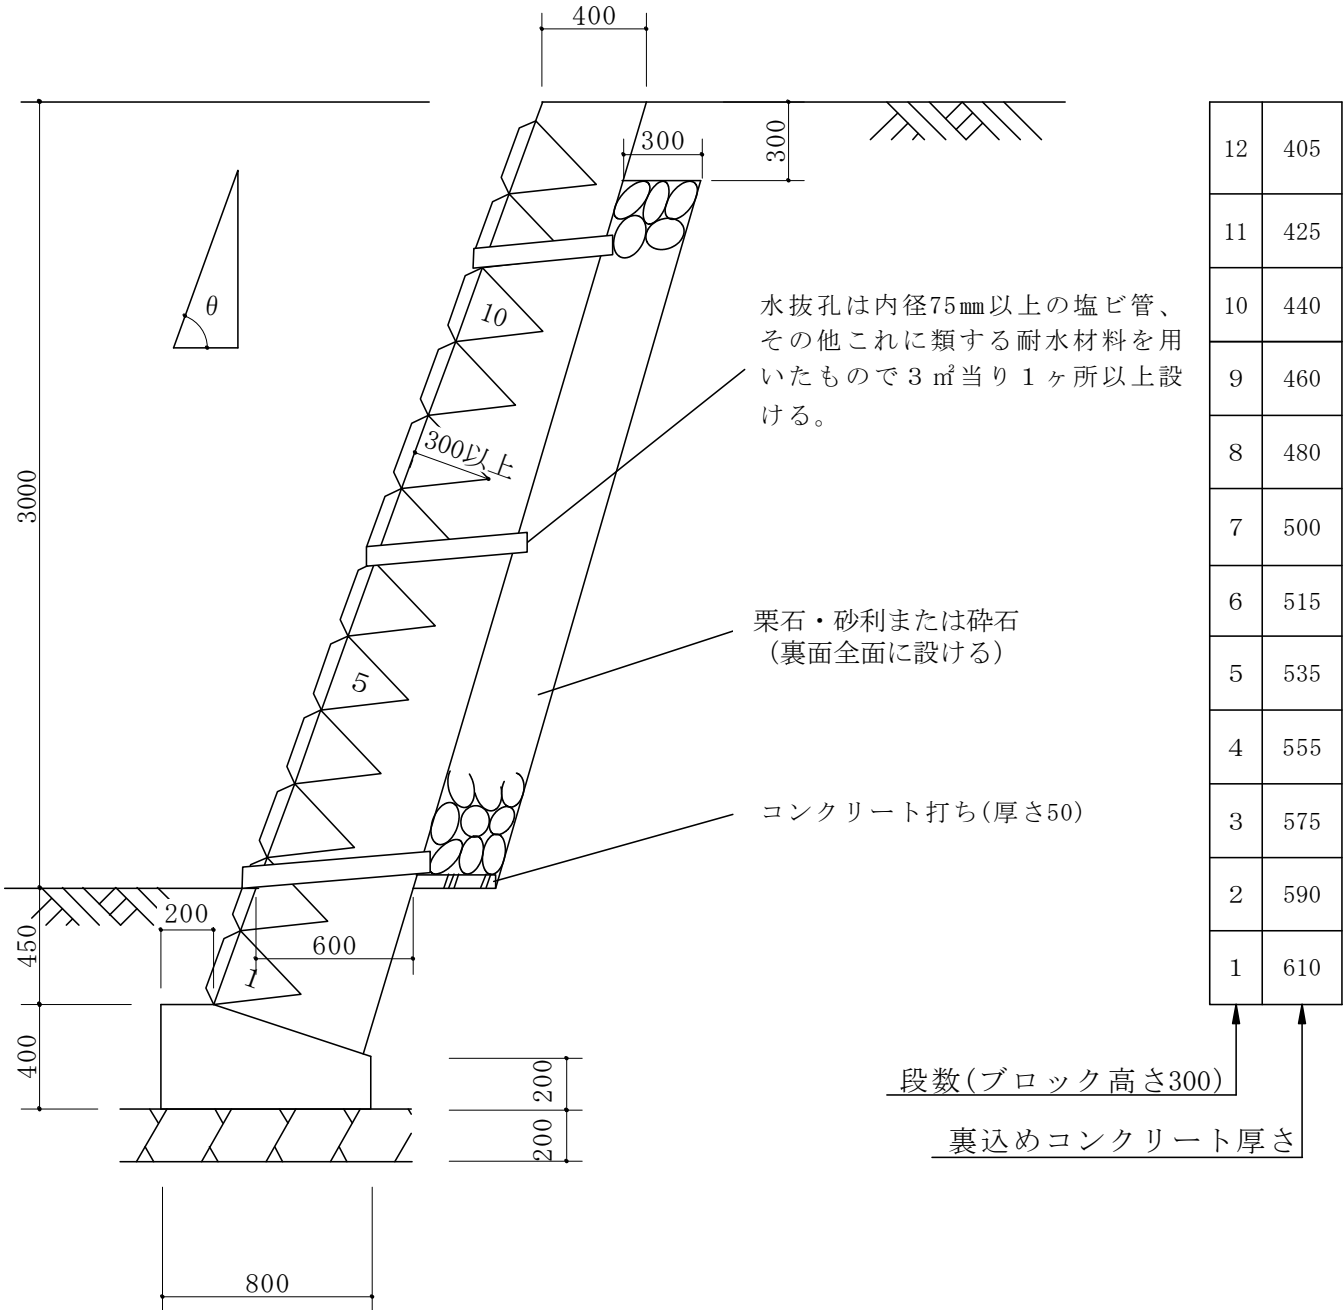 400
300
300
12 405
11 425
10 440
9 460
8 480
7 500
6 515
5 535
4 555
3 575
2 590
1 610
θ
10
水抜孔は内径75㎜以上の塩ビ管、
その他これに類する耐水材料を用
いたもので３㎡当り１ヶ所以上設
ける。
300以上
3000
栗石・砂利または砕石
（裏面全面に設ける）
5
コンクリート打ち(厚さ50)
200
600
450
1
400
200
200
段数(ブロック高さ300)
裏込めコンクリート厚さ
800